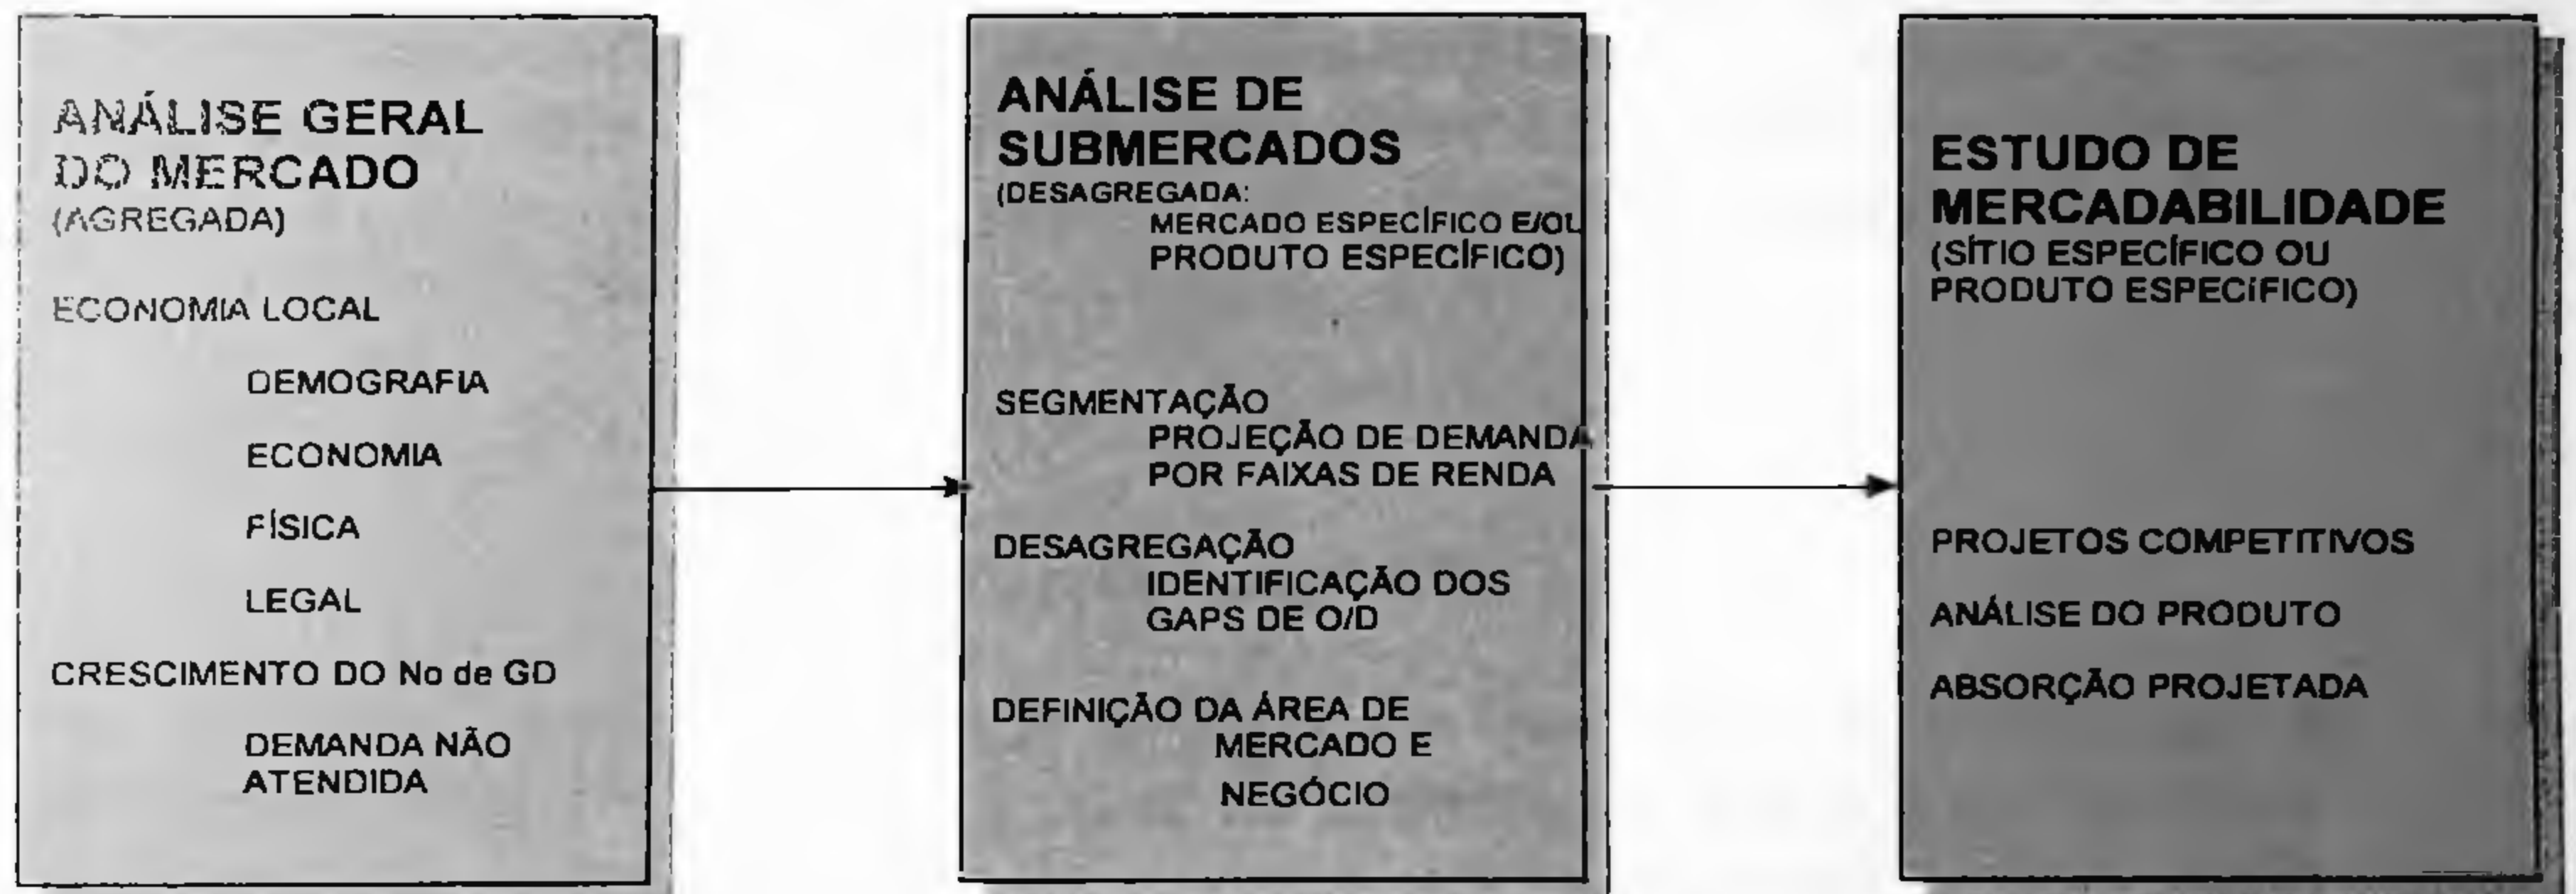 ANÁLISE GERAL
DO MERCADO
(AGREGADA)
ECONOMIA LOCAL
DEMOGRAFIA
ECONOMIA
FÍSICA
LEGAL
CRESCIMENTO DO No de GD
DEMANDA NÃO
ATENDIDA
ANÁLISE DE
SUBMERCADOS
(DESAGREGADA:
MERCADO ESPECÍFICO E/OU
PRODUTO ESPECÍFICO)
SEGMENTAÇÃO
PROJEÇÃO DE DEMANDA
POR FAIXAS DE RENDA
DESAGREGAÇÃO
IDENTIFICAÇÃO DOS
GAPS DE O/D
DEFINIÇÃO DA ÁREA DE
MERCADO E
NEGÓCIO
ESTUDO DE
MERCADABILIDADE
(SÍTIO ESPECÍFICO OU
PRODUTO ESPECÍFICO)
PROJETOS COMPETITIVOS
ANÁLISE DO PRODUTO
ABSORÇÃO PROJETADA